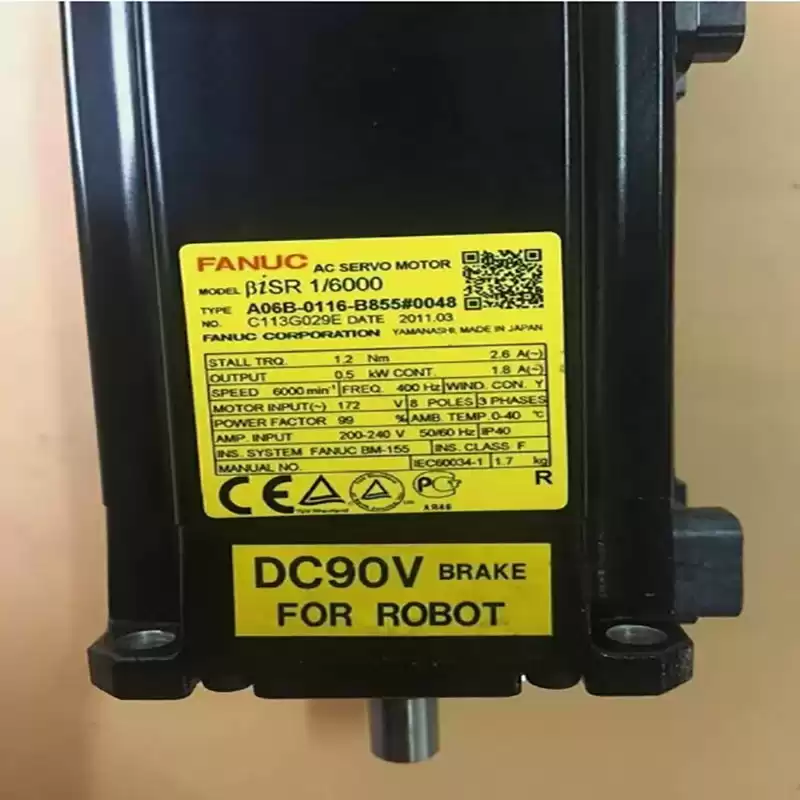 FANUC AC SERVO MOTOR
MODEL βiSR 1/6000
TYPE A06B-0116-B855#0048
NO. C113G029E DATE 2011.03
FANUC CORPORATION YAMANASHI, MADE IN JAPAN
STALL TRQ. 1.2 Nm 2.6 A(~)
OUTPUT 0.5 kW CONT. 1.8 A(~)
SPEED 6000 min⁻¹ FREQ. 400 Hz WIND. CON. Y
MOTOR INPUT(~) 172 V 8 POLES 3 PHASES
POWER FACTOR 99 % AMB. TEMP. 0-40 °C
AMP. INPUT 200-240 V 50/60 Hz IP40
INS. SYSTEM FANUC BM-155 INS. CLASS F
MANUAL NO. IEC60034-1 1.7 kg
CE R
DC90V BRAKE
FOR ROBOT